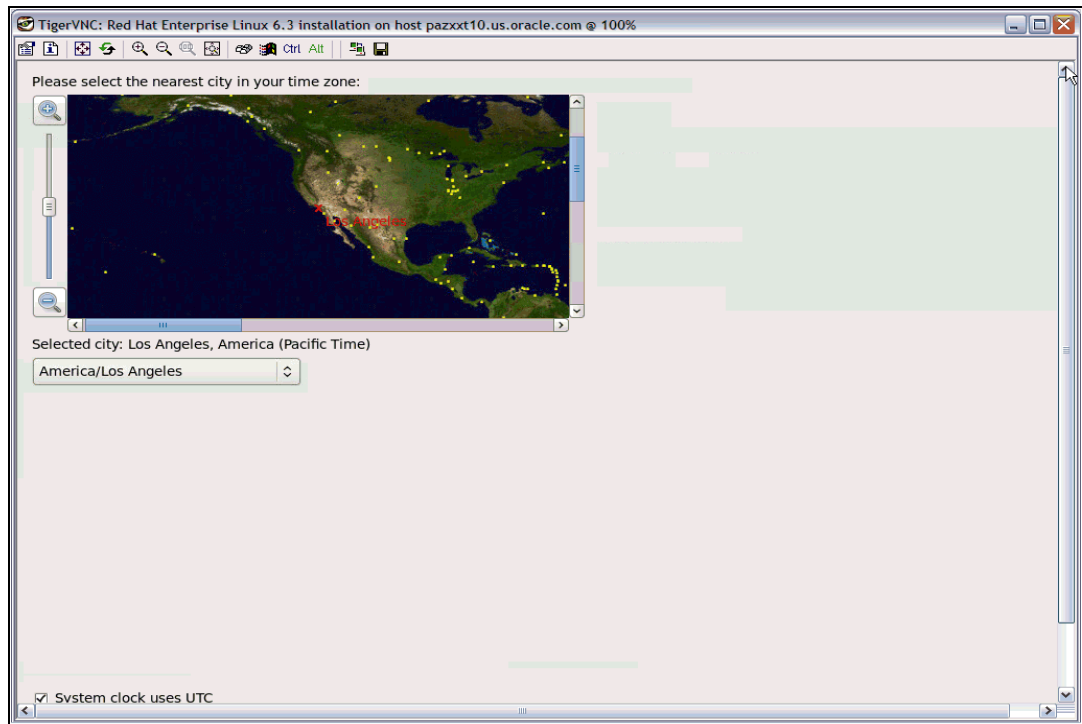 TigerVNC: Red Hat Enterprise Linux 6.3 installation on host pazxxt10.us.oracle.com @ 100%
Ctrl Alt
Please select the nearest city in your time zone:
Los Angeles
Selected city: Los Angeles, America (Pacific Time)
America/Los Angeles
System clock uses UTC